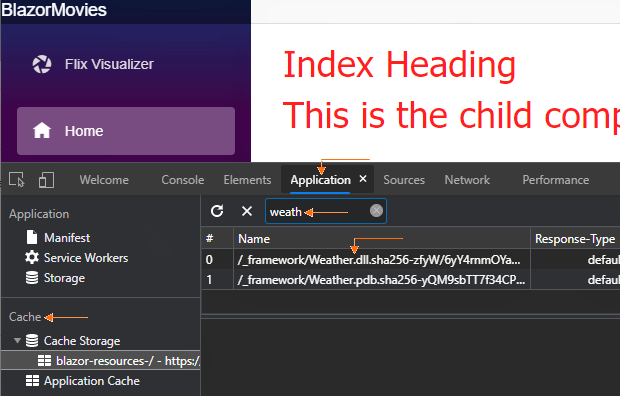 BlazorMovies
Flix Visualizer
Index Heading
This is the child comp
Home
Welcome Console Elements Application Sources Network Performance
Application
weath
Manifest
Service Workers
Storage
# Name Response-Type
0 /_framework/Weather.dll.sha256-zfyW/6yY4rnmOYa... defau
1 /_framework/Weather.pdb.sha256-yQM9sbTT7f34CP... defau
Cache
Cache Storage
blazor-resources-/ - https:/
Application Cache